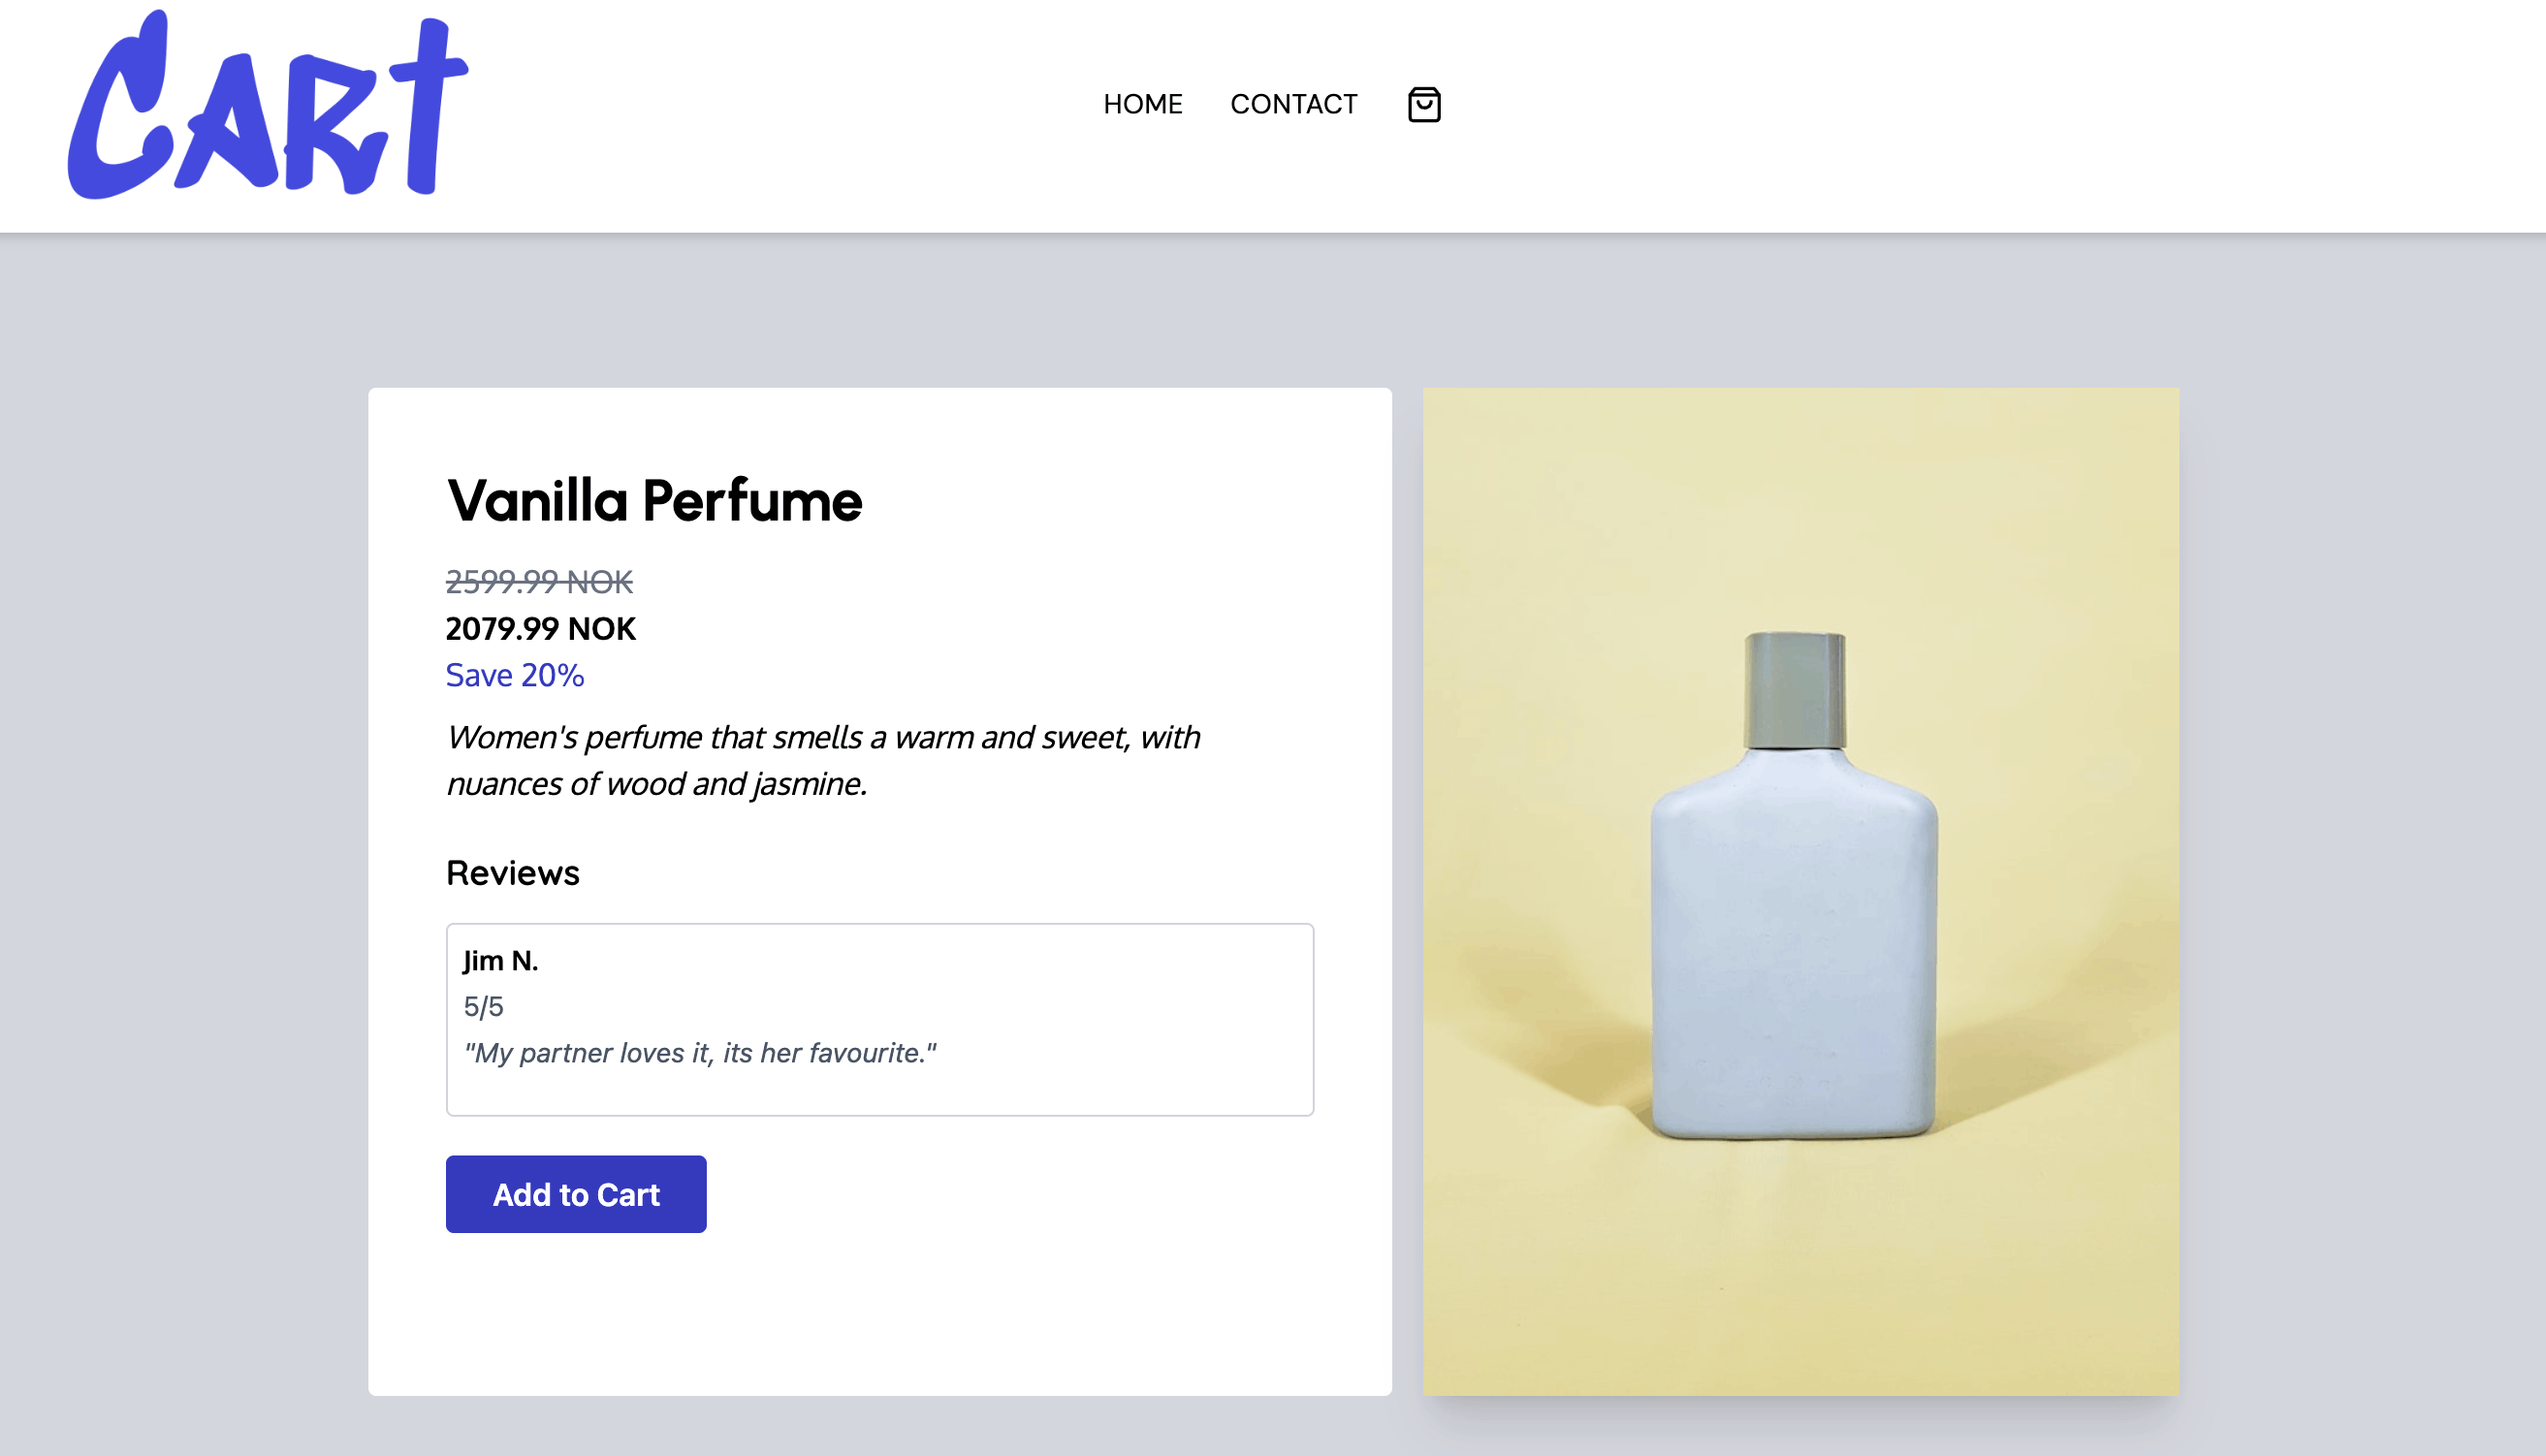 CART
HOME CONTACT
Vanilla Perfume
2599.99 NOK
2079.99 NOK
Save 20%
Women's perfume that smells a warm and sweet, with
nuances of wood and jasmine.
Reviews
Jim N.
5/5
"My partner loves it, its her favourite."
Add to Cart